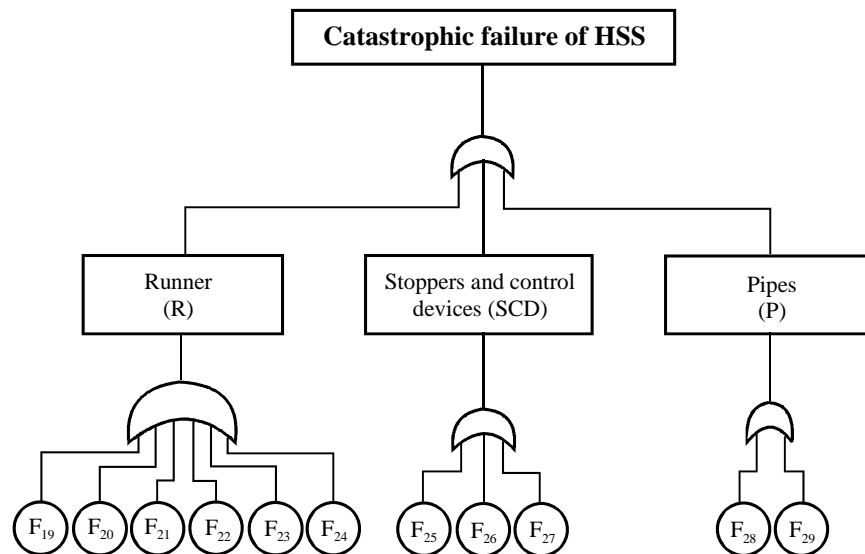 Catastrophic failure of HSS
Runner
(R)
Stoppers and control
devices (SCD)
Pipes
(P)
F19
F20
F21
F22
F23
F24
F25
F26
F27
F28
F29